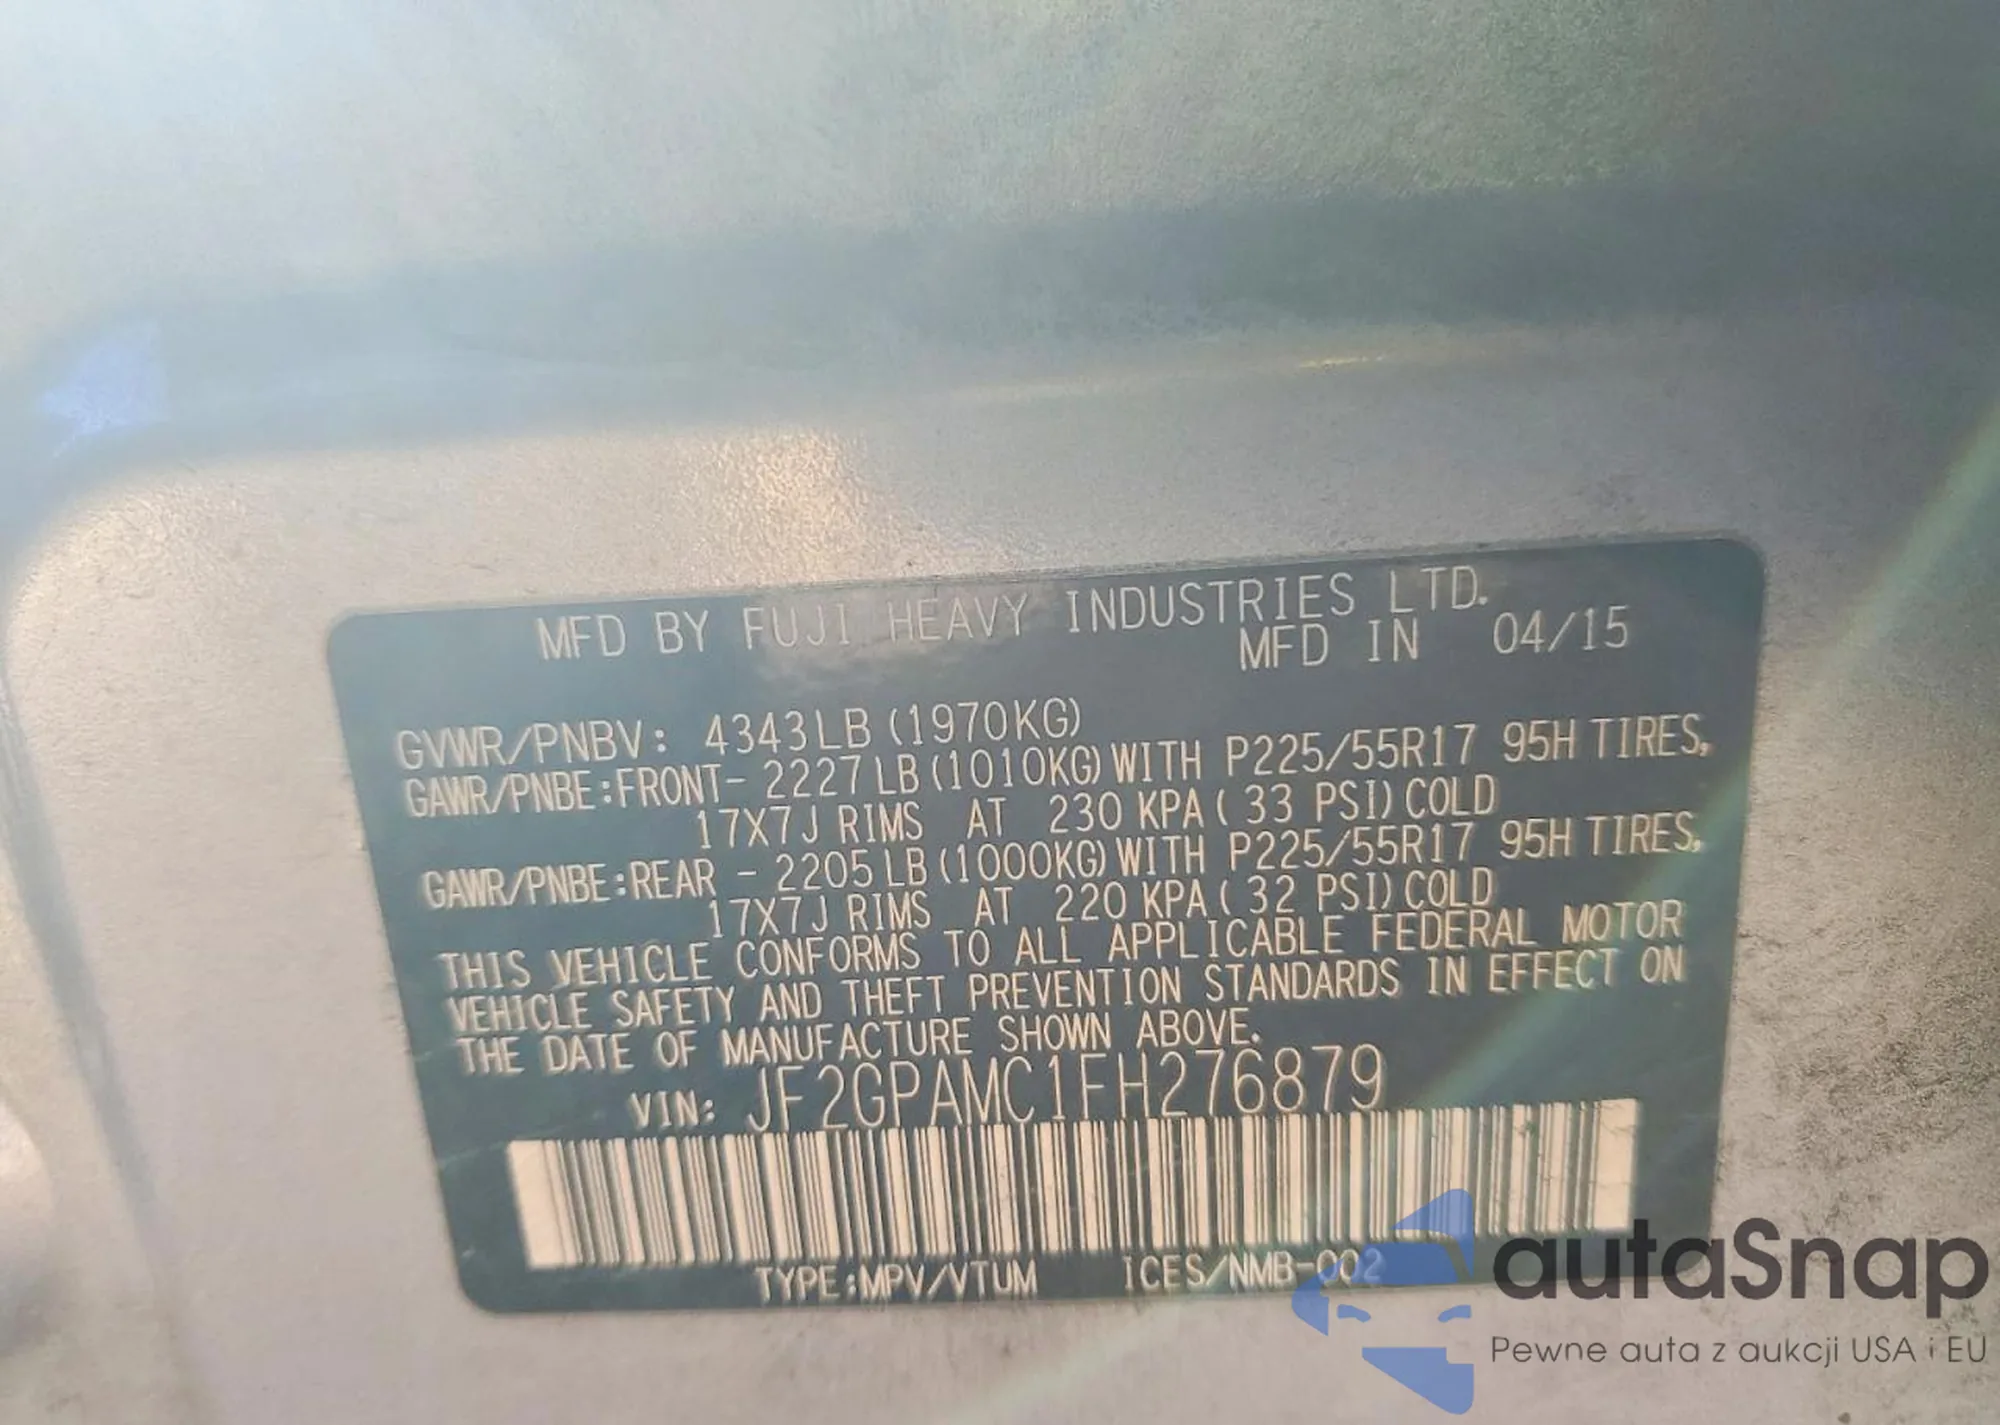 MFD BY FUJI HEAVY INDUSTRIES LTD.
MFD IN 04/15
GVWR/PNBV: 4343LB (1970KG)
GAWR/PNBE:FRONT- 2227LB (1010KG)WITH P225/55R17 95H TIRES,
17X7J RIMS AT 230 KPA( 33 PSI)COLD
GAWR/PNBE:REAR - 2205LB (1000KG)WITH P225/55R17 95H TIRES,
17X7J RIMS AT 220 KPA( 32 PSI)COLD
THIS VEHICLE CONFORMS TO ALL APPLICABLE FEDERAL MOTOR
VEHICLE SAFETY AND THEFT PREVENTION STANDARDS IN EFFECT ON
THE DATE OF MANUFACTURE SHOWN ABOVE.
VIN: JF2GPAMC1FH276879
TYPE:MPV/VTUM ICES/NMB-002
autaSnap
Pewne auta z aukcji USA i EU